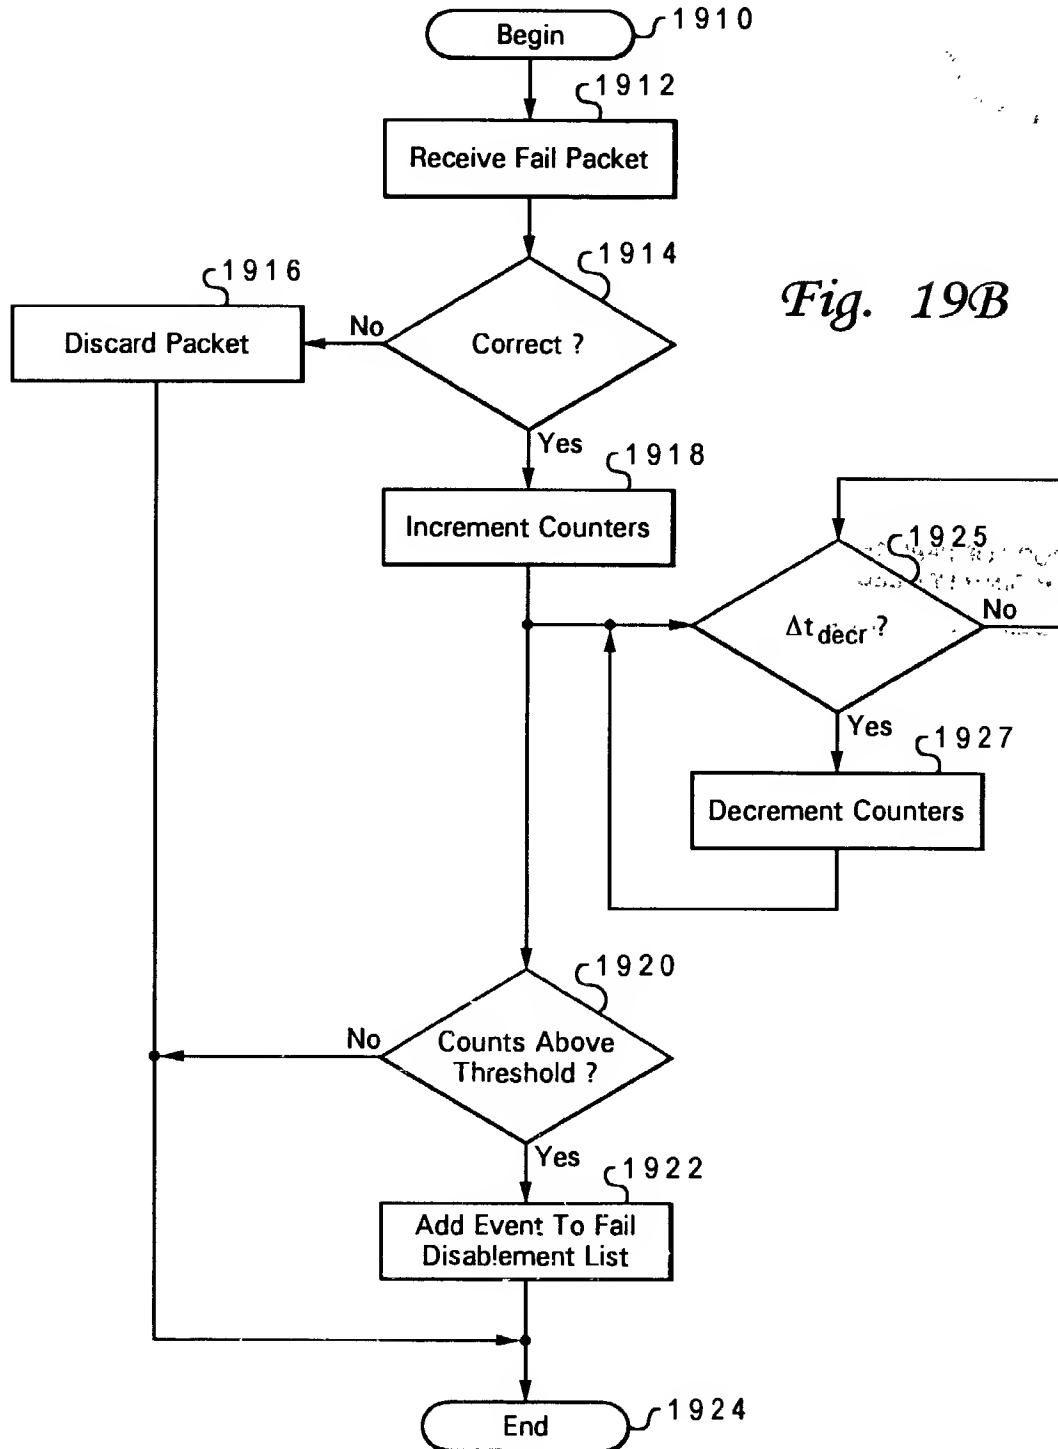 Begin
1910
1912
Receive Fail Packet
1914
1916
Fig. 19B
No
Discard Packet
Correct ?
Yes
1918
Increment Counters
1925
No
Δt decr ?
Yes
1927
Decrement Counters
1920
No
Counts Above
Threshold ?
Yes
1922
Add Event To Fail
Disablement List
End
1924